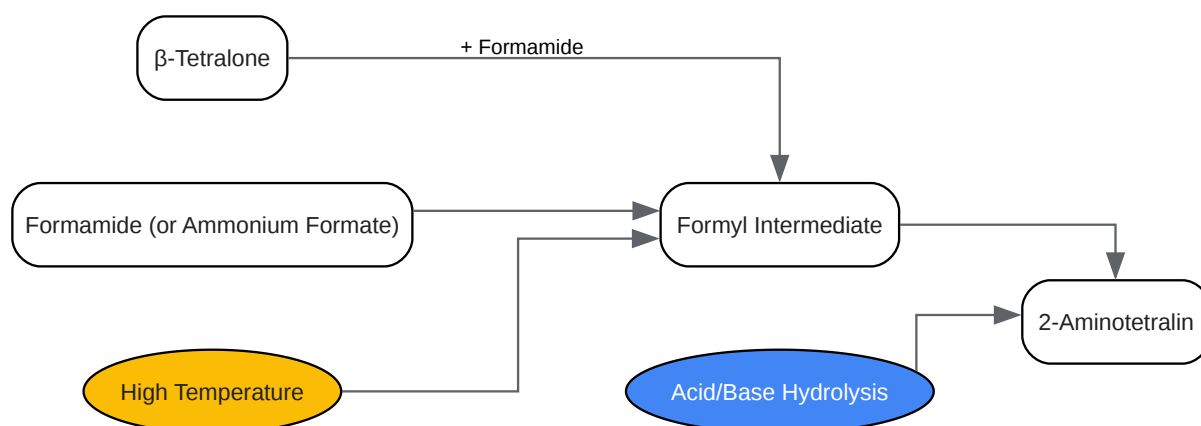 β-Tetralone
+ Formamide
Formamide (or Ammonium Formate)
Formyl Intermediate
2-Aminotetralin
High Temperature
Acid/Base Hydrolysis